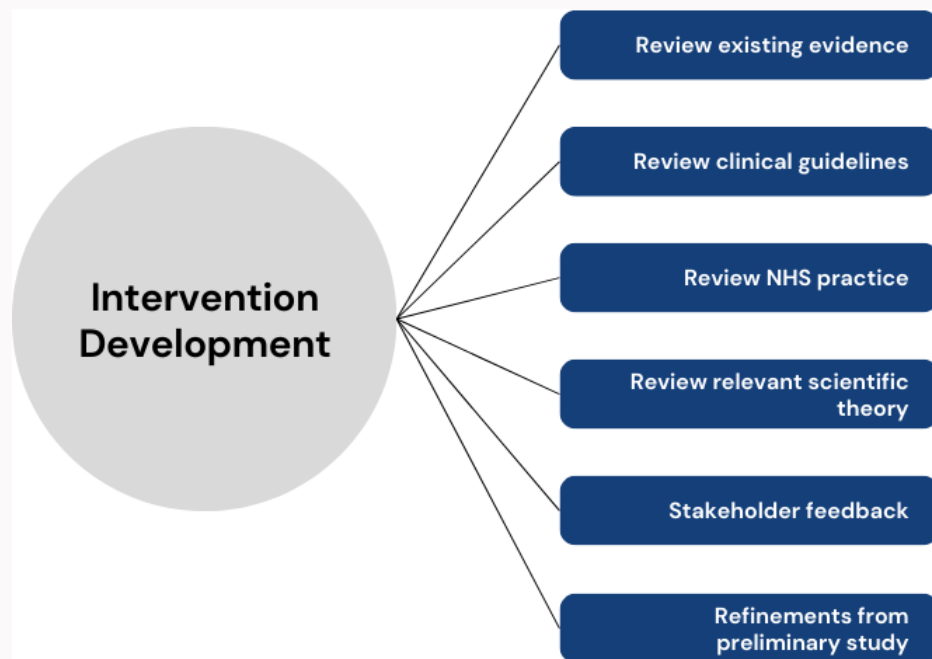 Intervention
Development
Review existing evidence
Review clinical guidelines
Review NHS practice
Review relevant scientific
theory
Stakeholder feedback
Refinements from
preliminary study